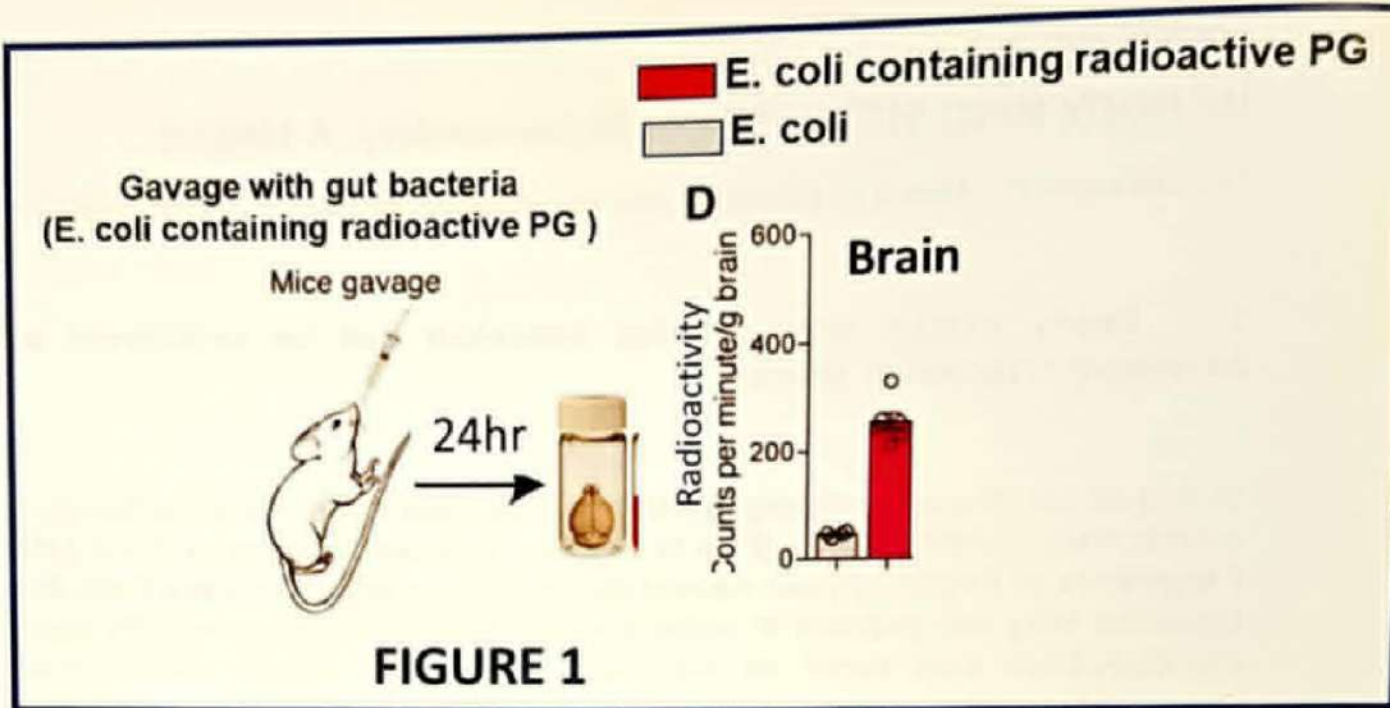 E. coli containing radioactive PG
E. coli
Gavage with gut bacteria
(E. coli containing radioactive PG )
Mice gavage
24hr
D
Brain
Radioactivity
Counts per minute/g brain
600
400
200
0
FIGURE 1